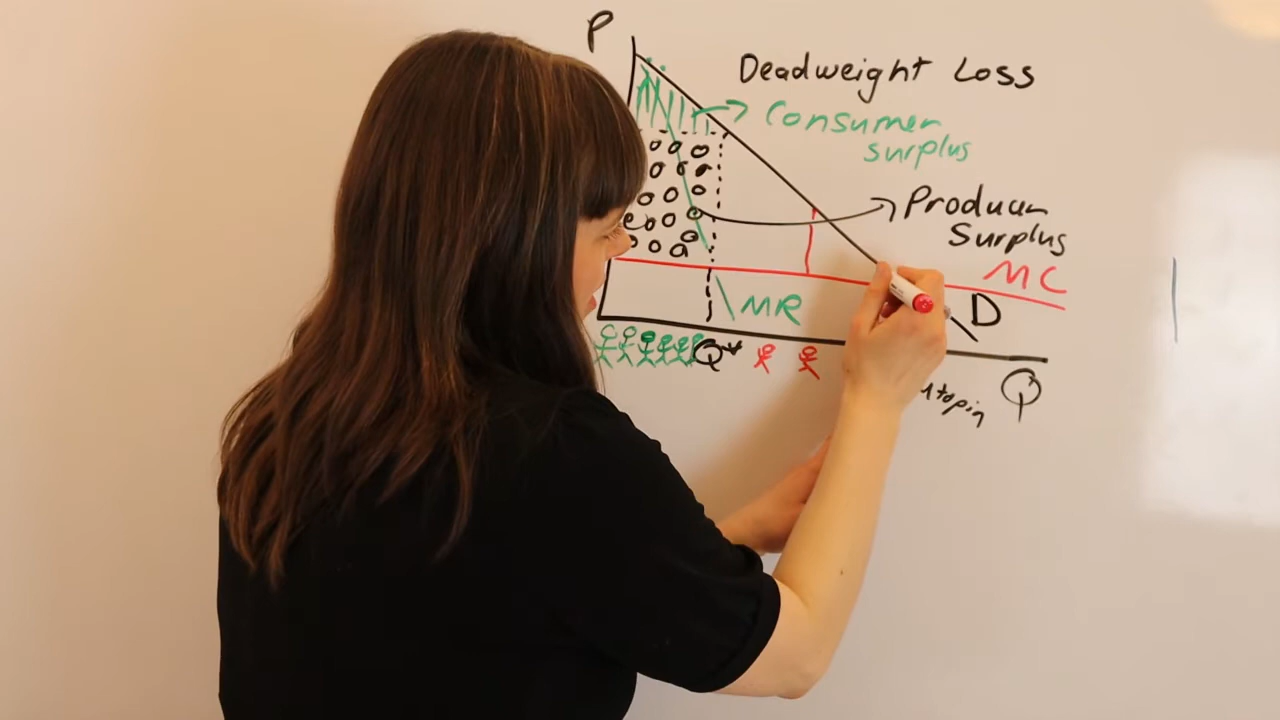 P
Deadweight Loss
Consumer
surplus
Producer
Surplus
MC
MR
D
Q*
Q